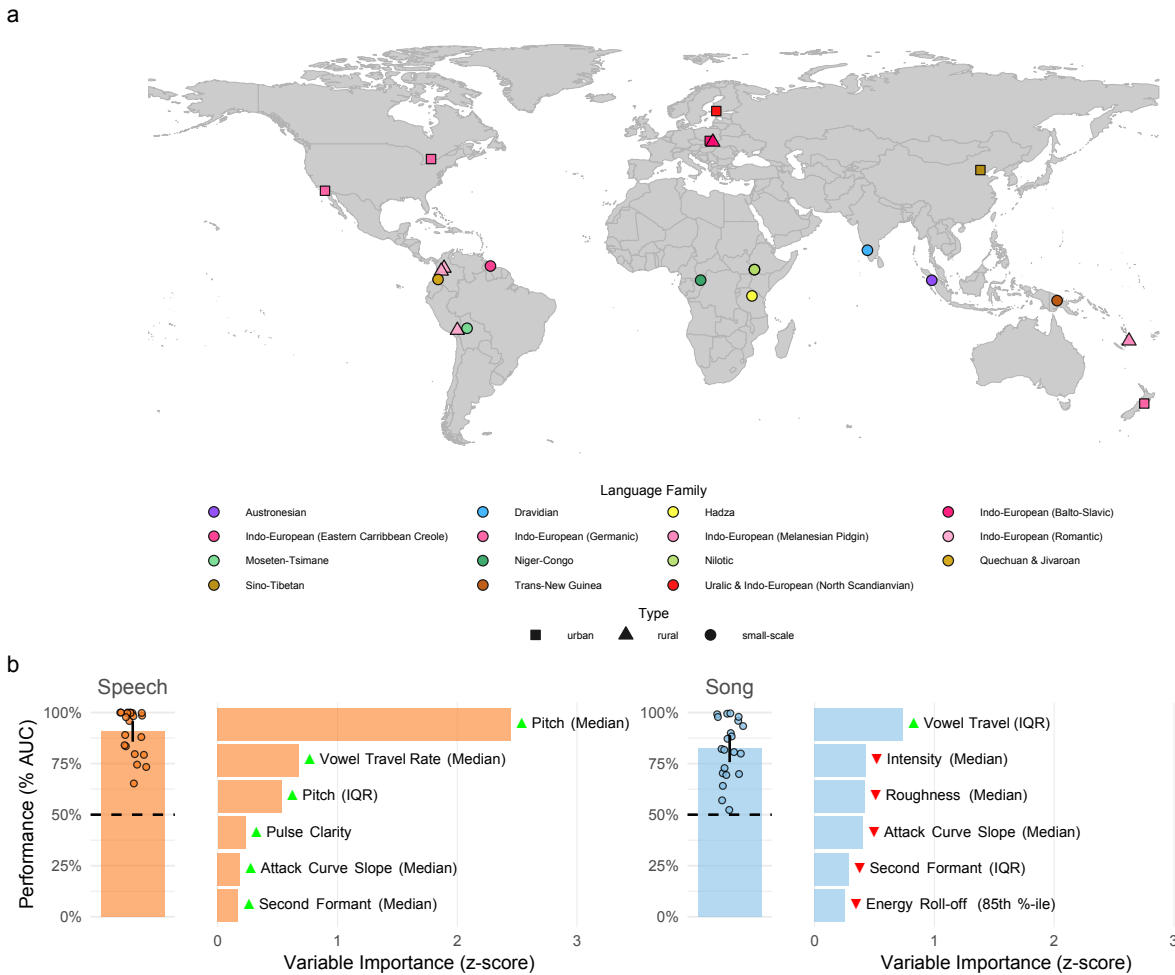 a
Language Family
Austronesian
Dravidian
Hadza
Indo-European (Balto-Slavic)
Indo-European (Eastern Carribbean Creole)
Indo-European (Germanic)
Indo-European (Melanesian Pidgin)
Indo-European (Romantic)
Moseten-Tsimane
Niger-Congo
Nilotic
Quechuan & Jivaroan
Sino-Tibetan
Trans-New Guinea
Uralic & Indo-European (North Scandianvian)
Type
urban
rural
small-scale
b
Speech
Performance (% AUC)
100%
75%
50%
25%
0%
Pitch (Median)
Vowel Travel Rate (Median)
Pitch (IQR)
Pulse Clarity
Attack Curve Slope (Median)
Second Formant (Median)
0
1
2
3
Variable Importance (z-score)
Song
100%
75%
50%
25%
0%
Vowel Travel (IQR)
Intensity (Median)
Roughness (Median)
Attack Curve Slope (Median)
Second Formant (IQR)
Energy Roll-off (85th %-ile)
0
1
2
3
Variable Importance (z-score)